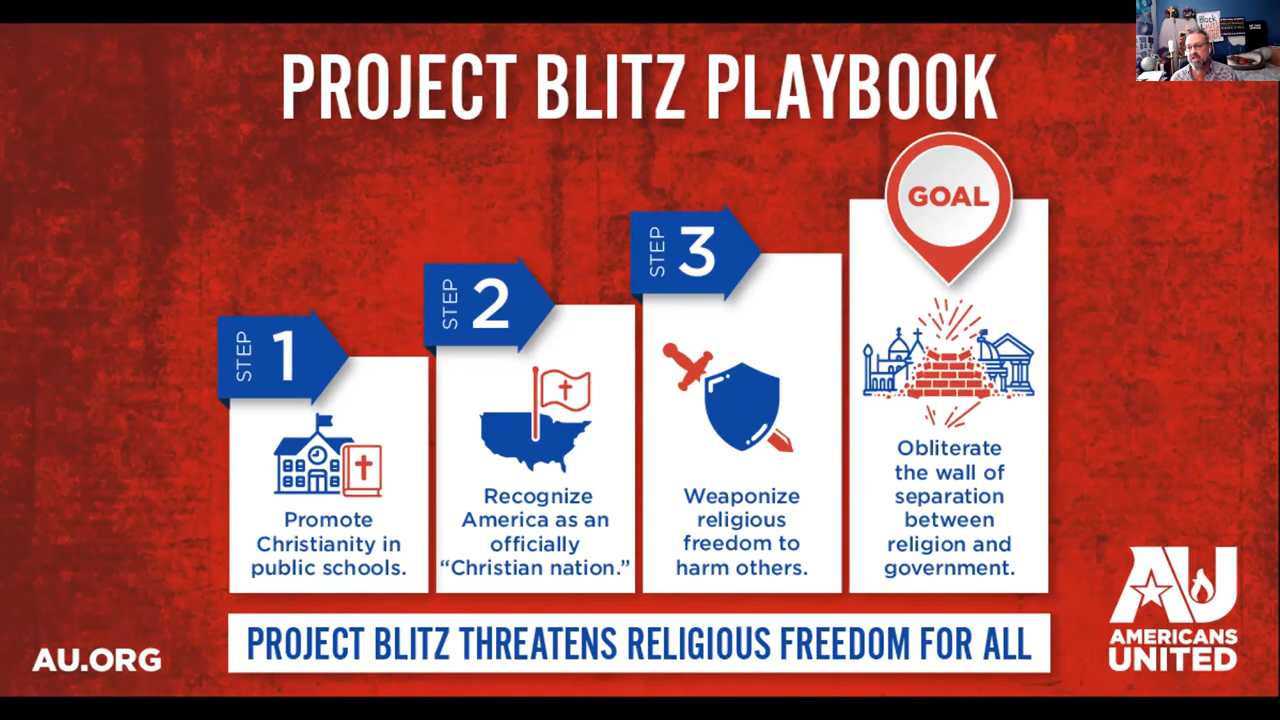 PROJECT BLITZ PLAYBOOK
STEP 1
Promote
Christianity in
public schools.
STEP 2
Recognize
America as an
officially
“Christian nation.”
STEP 3
Weaponize
religious
freedom to
harm others.
GOAL
Obliterate
the wall of
separation
between
religion and
government.
PROJECT BLITZ THREATENS RELIGIOUS FREEDOM FOR ALL
AU.ORG
AU
AMERICANS
UNITED
Black